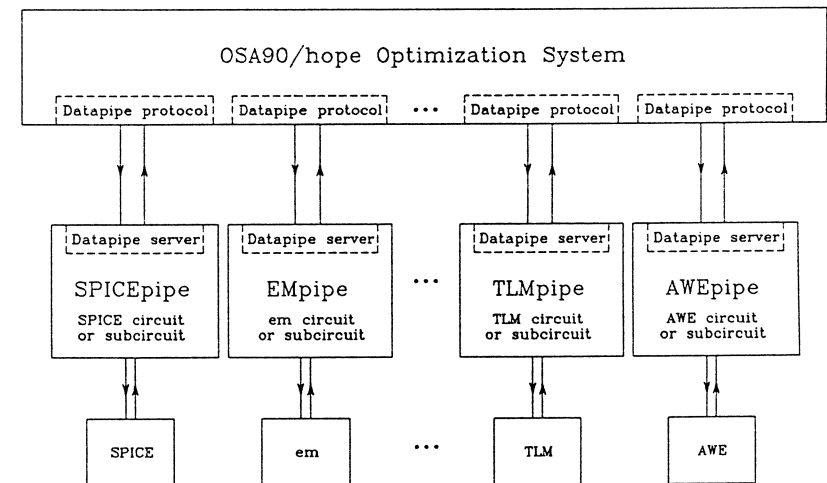 OSA90/hope Optimization System
Datapipe protocol Datapipe protocol ... Datapipe protocol Datapipe protocol
Datapipe server Datapipe server Datapipe server Datapipe server
SPICEpipe EMpipe ... TLMpipe AWEpipe
SPICE circuit em circuit TLM circuit AWE circuit
or subcircuit or subcircuit or subcircuit or subcircuit
SPICE em ... TLM AWE